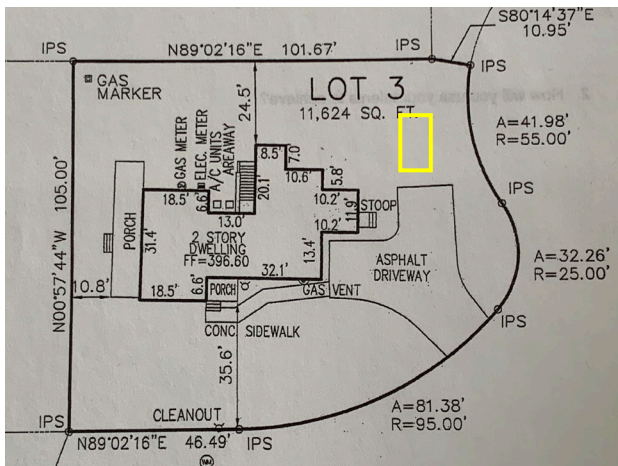 S80°14'37"E
10.95'
IPS
N89°02'16"E 101.67'
IPS
IPS
GAS
MARKER
24.5'
LOT 3
11,624 SQ. FT.
A=41.98'
R=55.00'
GAS METER
ELEC. METER
A/C UNITS
AREAWAY
8.5'
7.0'
10.6'
5.8'
18.5'
6.6'
20.1'
10.2'
11.9'
IPS
N00°57'44"W 105.00'
PORCH
31.4'
13.0'
STOOP
2 STORY
DWELLING
FF=396.60
10.2'
13.4'
ASPHALT
DRIVEWAY
A=32.26'
R=25.00'
10.8'
32.1'
18.5'
6.6'
PORCH
GAS VENT
IPS
CONC. SIDEWALK
35.6'
CLEANOUT
A=81.38'
R=95.00'
IPS
N89°02'16"E 46.49'
IPS
WM